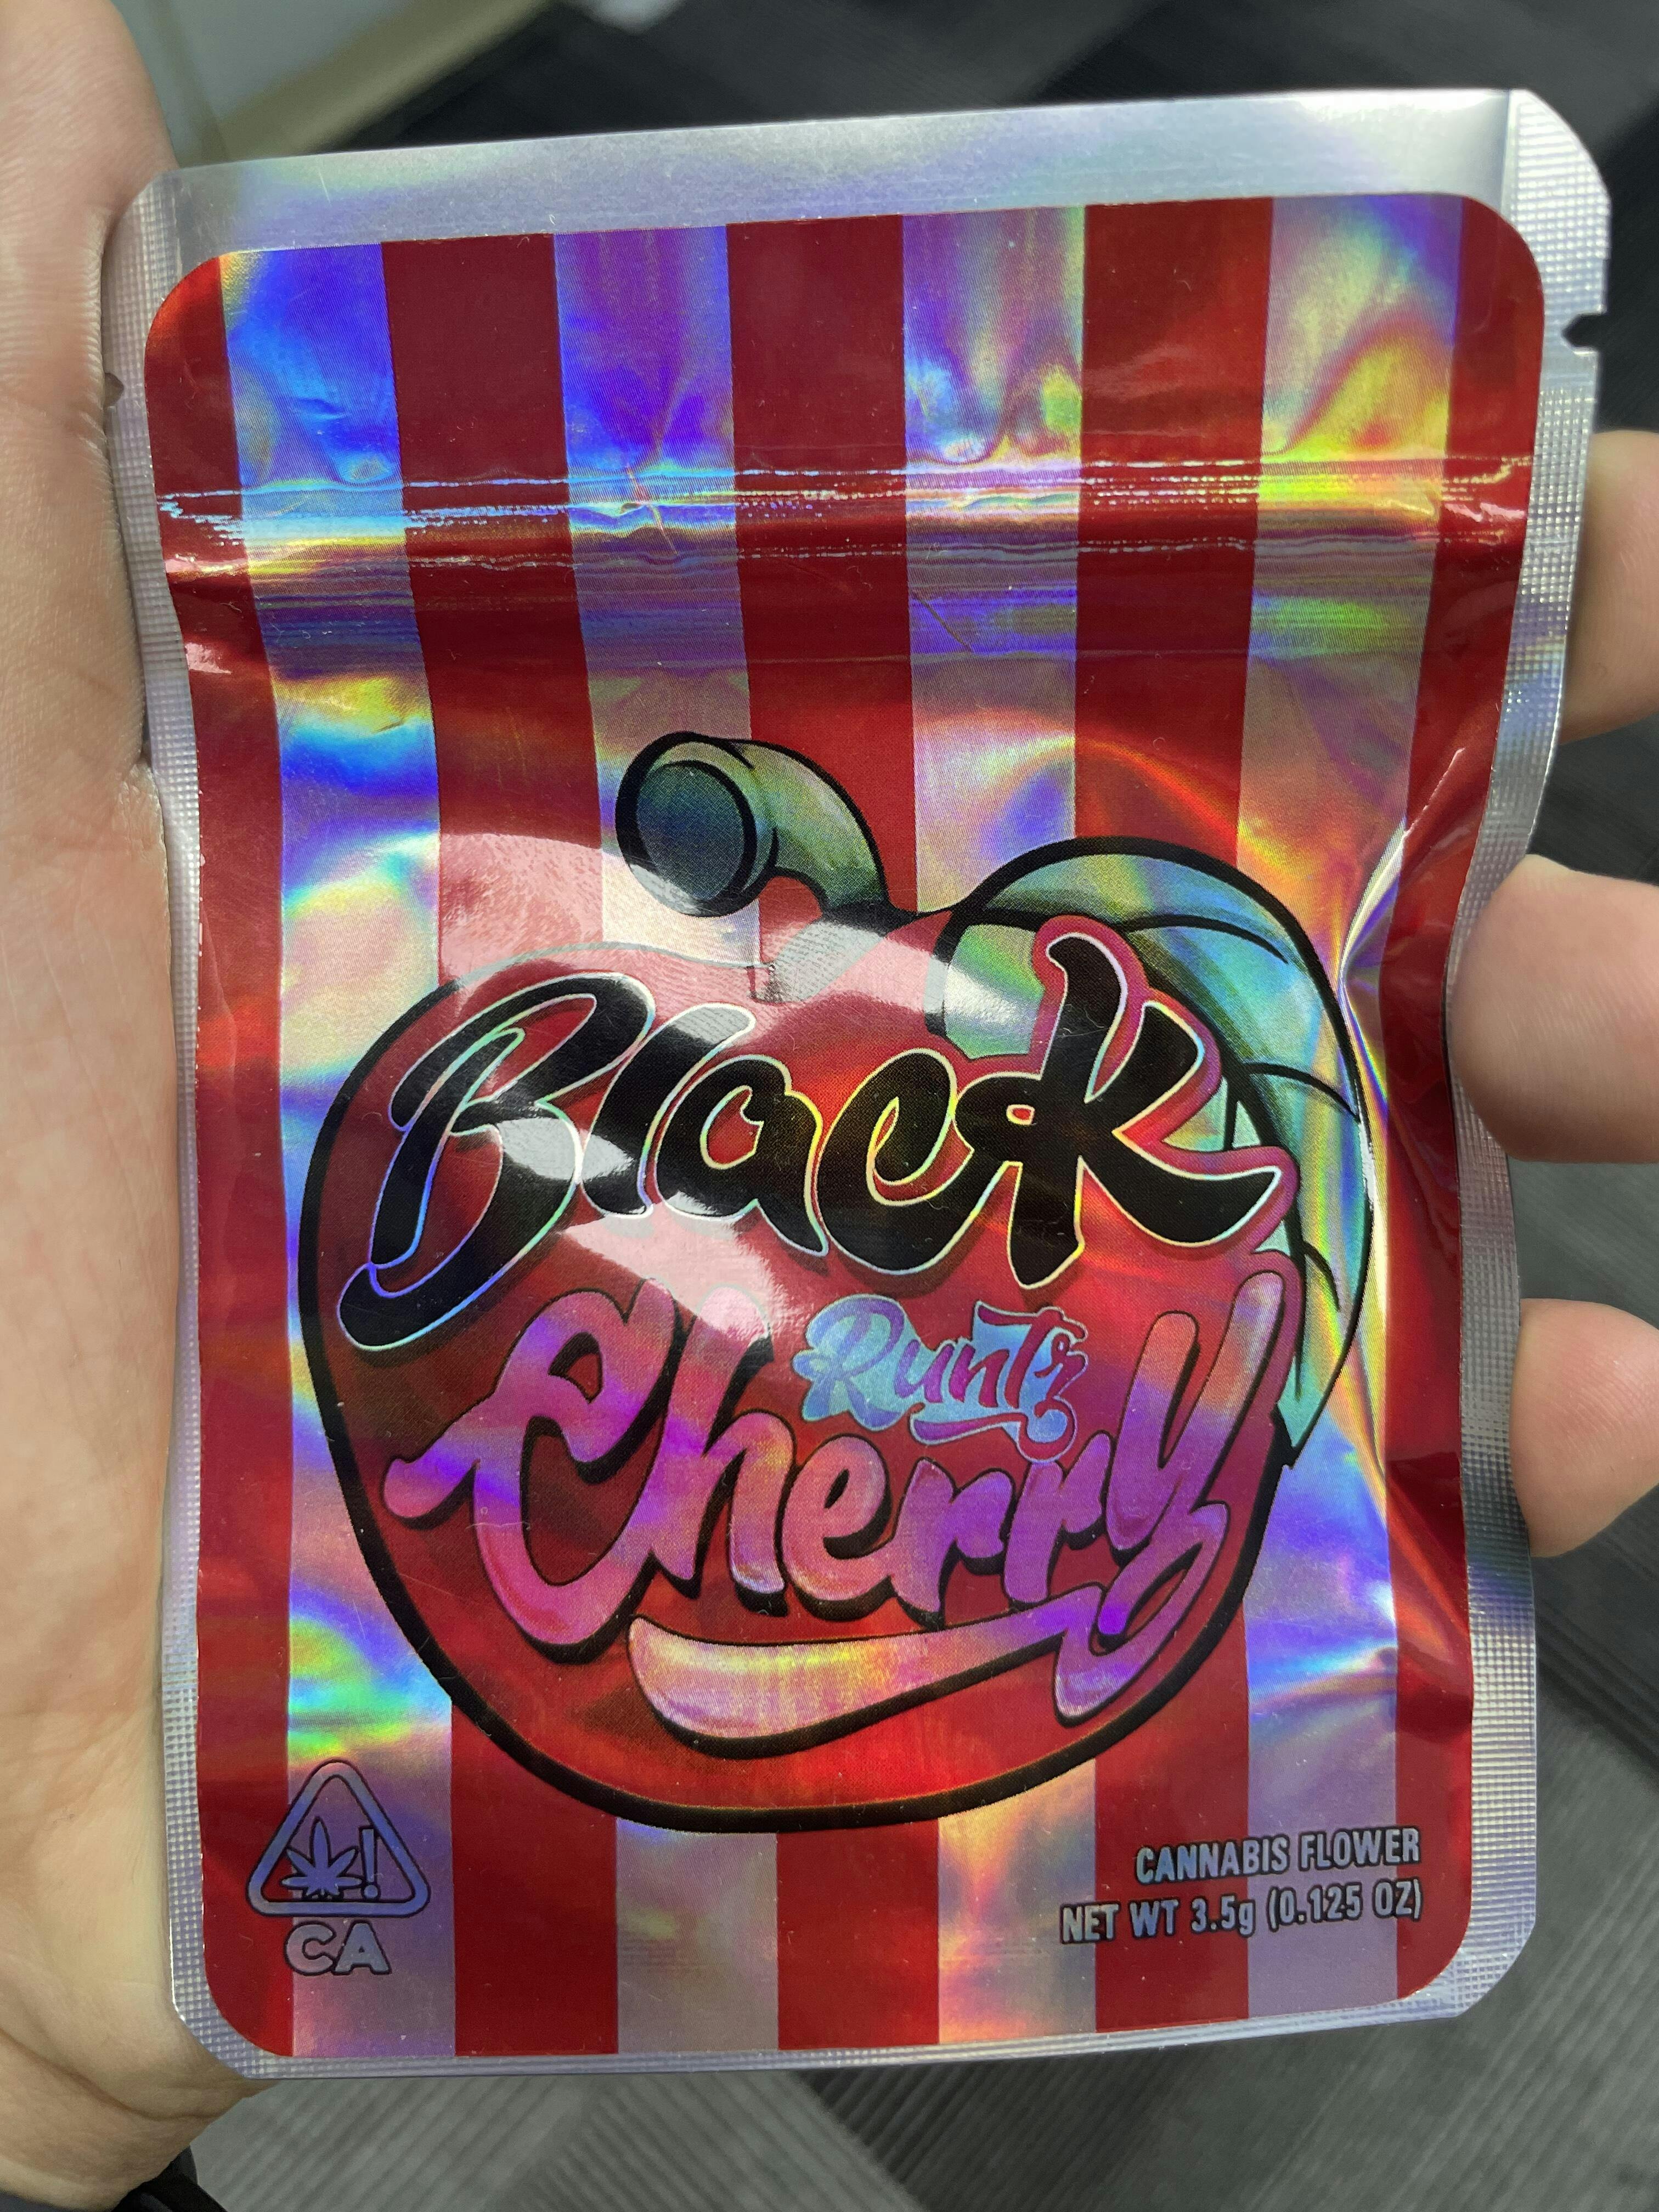 Black
Runtz
Cherry
CA
CANNABIS FLOWER
NET WT 3.5g (0.125 OZ)